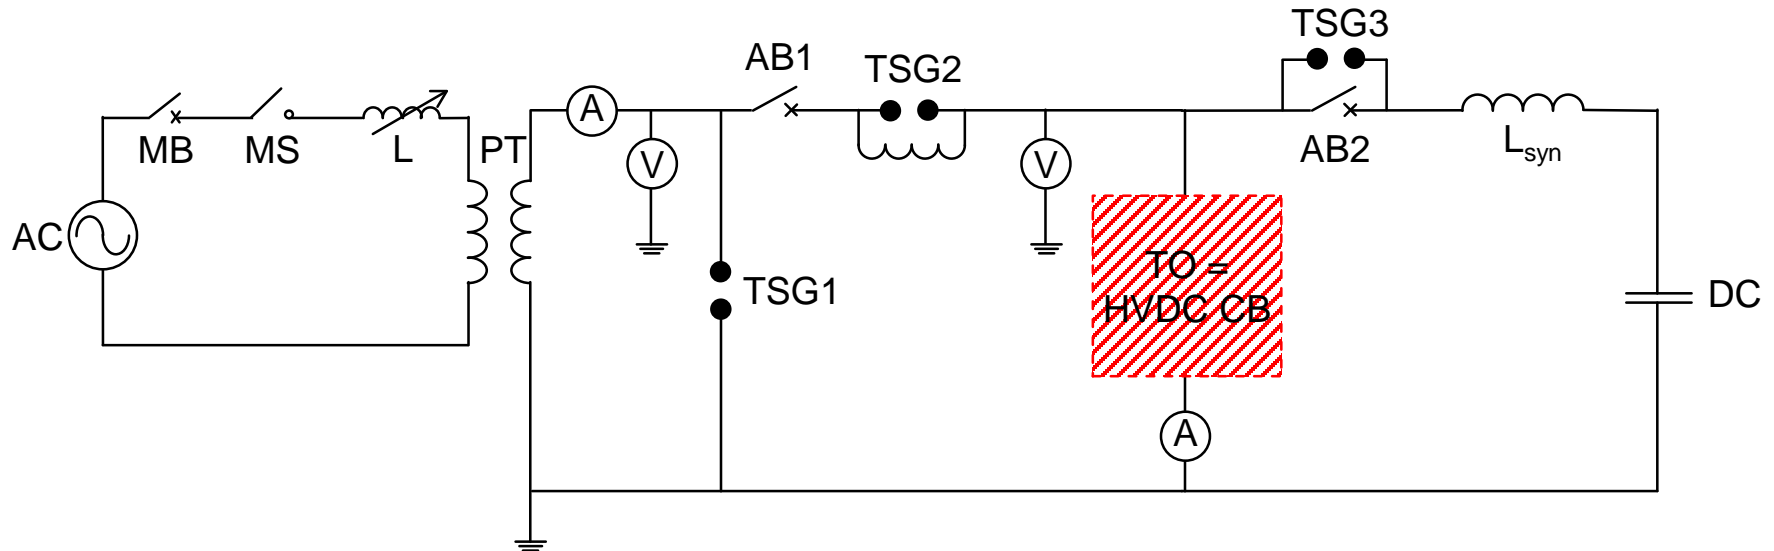 TSG3
AB1
TSG2
A
MB
MS
L
PT
V
V
AB2
Lsyn
AC
TO =
HVDC CB
TSG1
DC
A